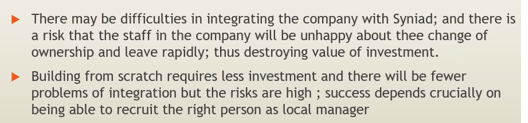 There may be difficulties in integrating the company with Syniad; and there is
a risk that the staff in the company will be unhappy about thee change of
ownership and leave rapidly; thus destroying value of investment.
Building from scratch requires less investment and there will be fewer
problems of integration but the risks are high ; success depends crucially on
being able to recruit the right person as local manager